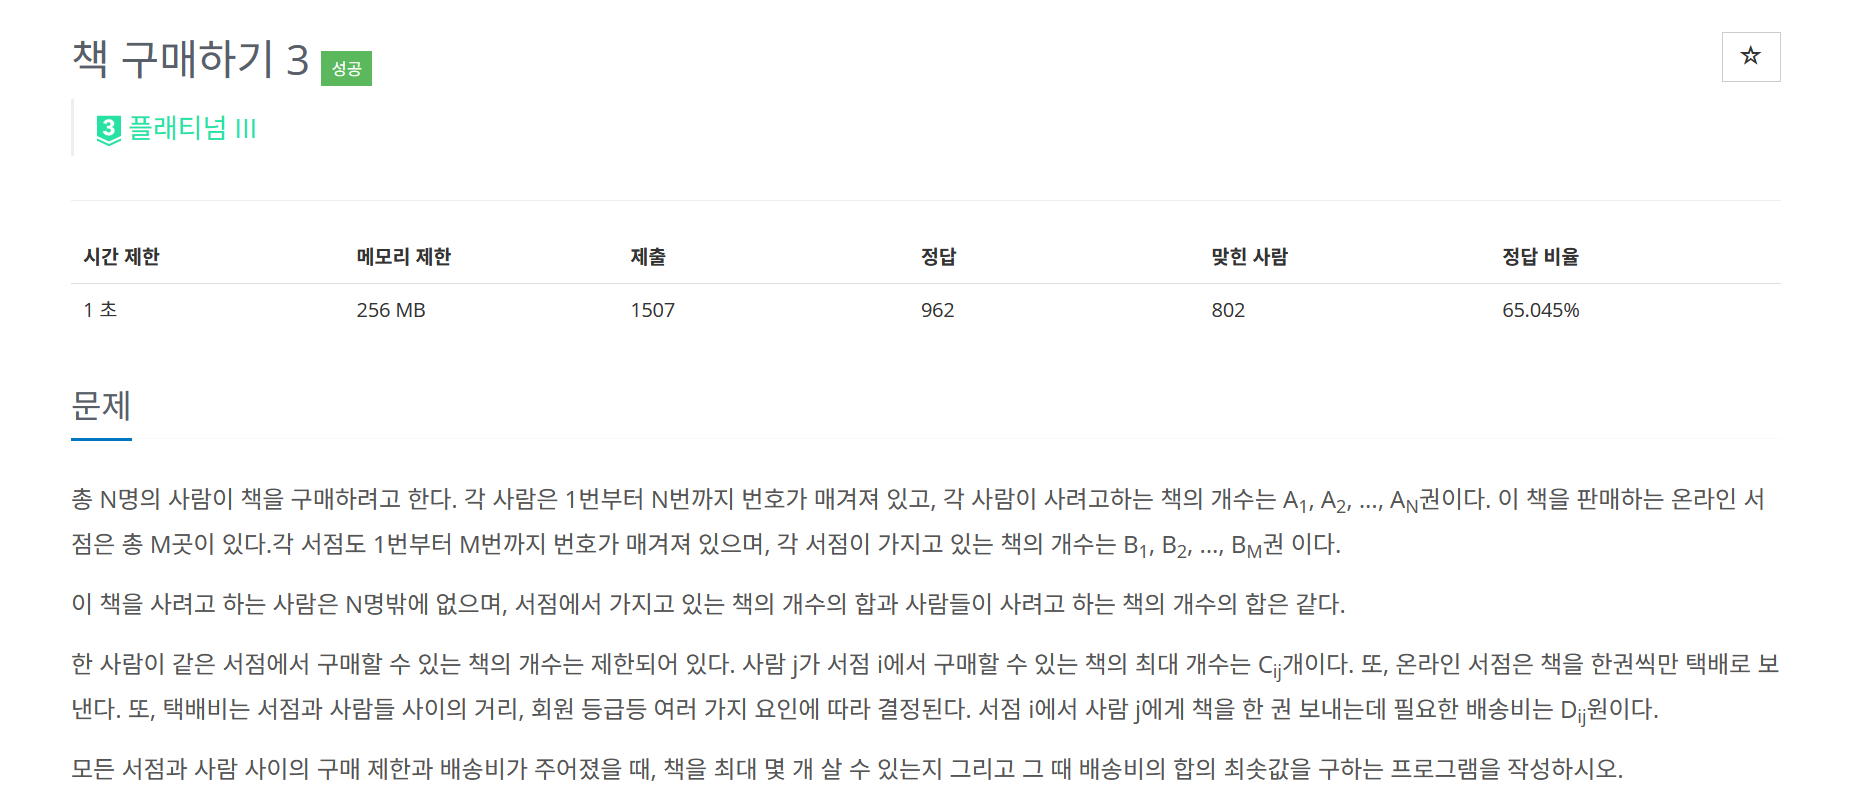 책 구매하기 3 성공
☆
3 플래티넘 III
시간 제한 메모리 제한 제출 정답 맞힌 사람 정답 비율
1 초 256 MB 1507 962 802 65.045%
문제
총 N명의 사람이 책을 구매하려고 한다. 각 사람은 1번부터 N번까지 번호가 매겨져 있고, 각 사람이 사려고하는 책의 개수는 A1, A2, ..., AN권이다. 이 책을 판매하는 온라인 서
점은 총 M곳이 있다.각 서점도 1번부터 M번까지 번호가 매겨져 있으며, 각 서점이 가지고 있는 책의 개수는 B1, B2, ..., BM권 이다.
이 책을 사려고 하는 사람은 N명밖에 없으며, 서점에서 가지고 있는 책의 개수의 합과 사람들이 사려고 하는 책의 개수의 합은 같다.
한 사람이 같은 서점에서 구매할 수 있는 책의 개수는 제한되어 있다. 사람 j가 서점 i에서 구매할 수 있는 책의 최대 개수는 Cij개이다. 또, 온라인 서점은 책을 한권씩만 택배로 보
낸다. 또, 택배비는 서점과 사람들 사이의 거리, 회원 등급등 여러 가지 요인에 따라 결정된다. 서점 i에서 사람 j에게 책을 한 권 보내는데 필요한 배송비는 Dij원이다.
모든 서점과 사람 사이의 구매 제한과 배송비가 주어졌을 때, 책을 최대 몇 개 살 수 있는지 그리고 그 때 배송비의 합의 최솟값을 구하는 프로그램을 작성하시오.